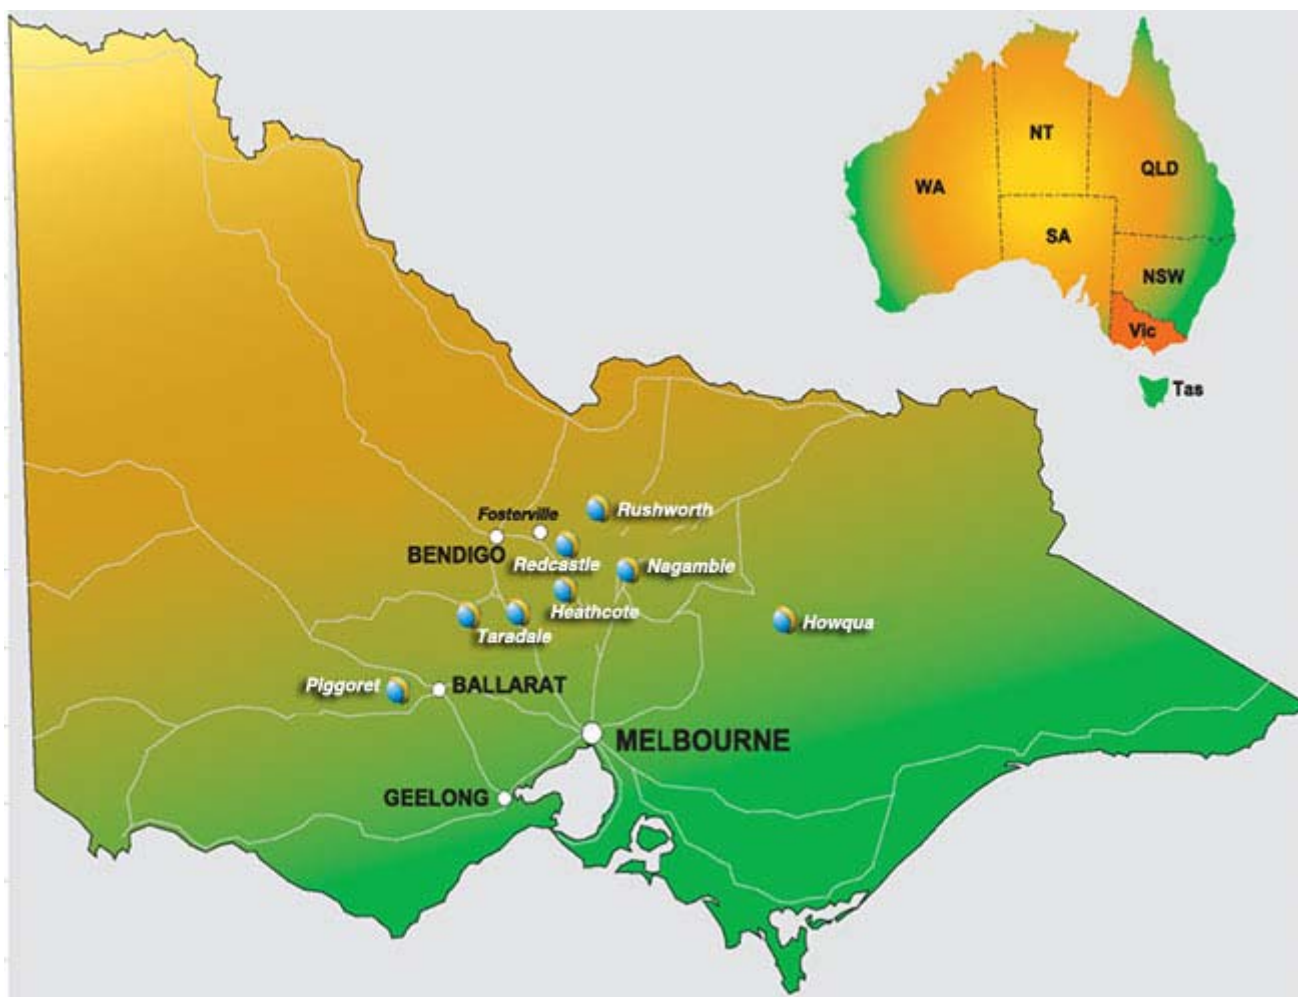 NT
QLD
WA
SA
NSW
Vic
Tas
Rushworth
Fosterville
BENDIGO
Redcastle
Nagambie
Heathcote
Howqua
Taradale
Piggoret
BALLARAT
MELBOURNE
GEELONG